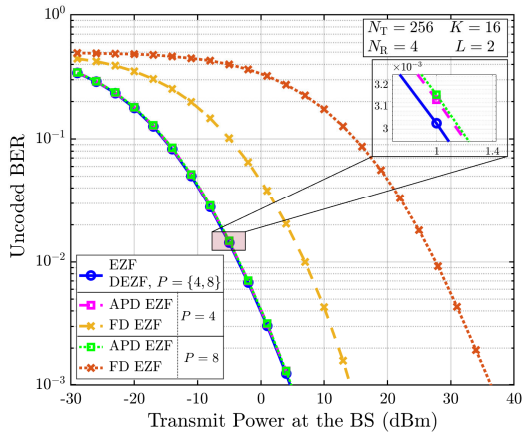 10^0
10^{-1}
10^{-2}
10^{-3}
Uncoded BER
N_T = 256 K = 16
N_R = 4 L = 2
×10^{-3}
3.2
3.1
3
1
1.4
EZF
DEZF, P = {4,8}
APD EZF
FD EZF
P = 4
APD EZF
FD EZF
P = 8
-30 -20 -10 0 10 20 30 40
Transmit Power at the BS (dBm)